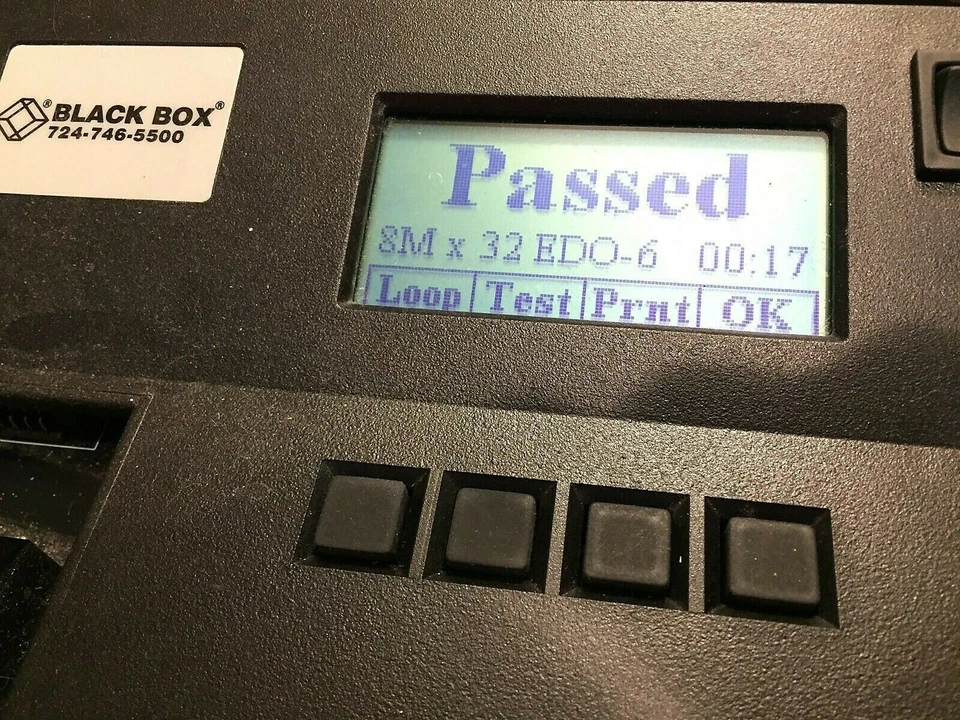 ® BLACK BOX®
724-746-5500
Passed
8M x 32 EDO-6 00:17
Loop Test Prnt OK